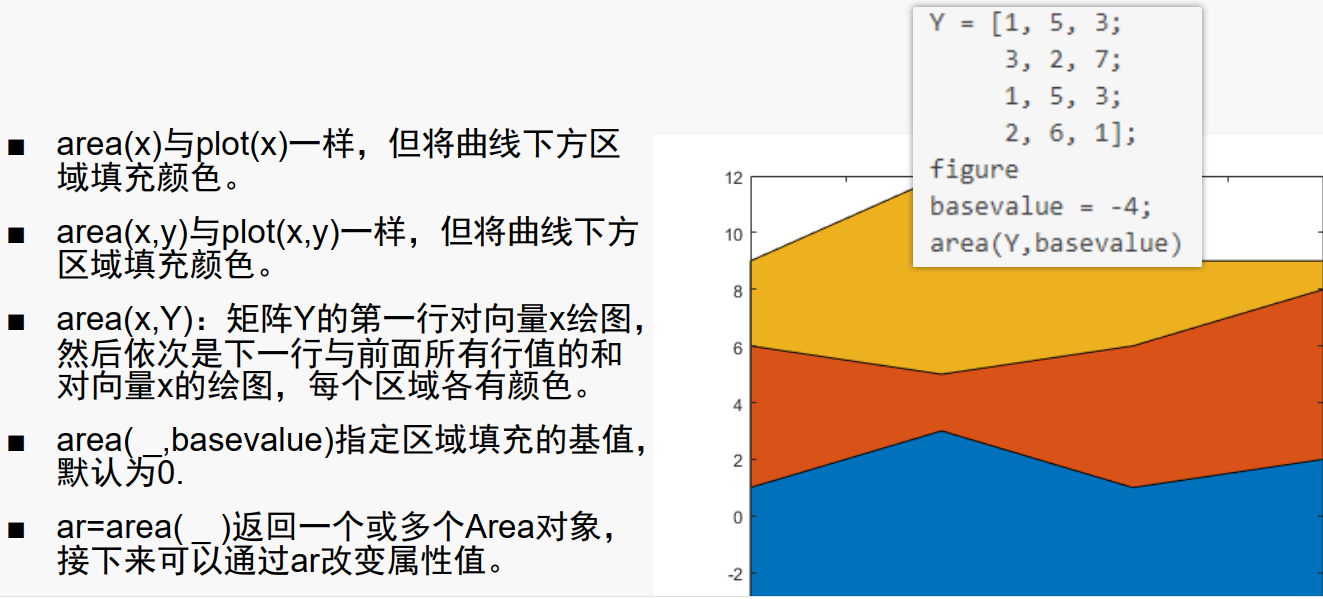 ■ area(x)与plot(x)一样，但将曲线下方区
域填充颜色。
■ area(x,y)与plot(x,y)一样，但将曲线下方
区域填充颜色。
■ area(x,Y)：矩阵Y的第一行对向量x绘图，
然后依次是下一行与前面所有行值的和
对向量x的绘图，每个区域各有颜色。
■ area( _,basevalue)指定区域填充的基值，
默认为0.
■ ar=area( _ )返回一个或多个Area对象，
接下来可以通过ar改变属性值。
Y = [1, 5, 3;
3, 2, 7;
1, 5, 3;
2, 6, 1];
figure
basevalue = -4;
area(Y,basevalue)
12
10
8
6
4
2
0
-2